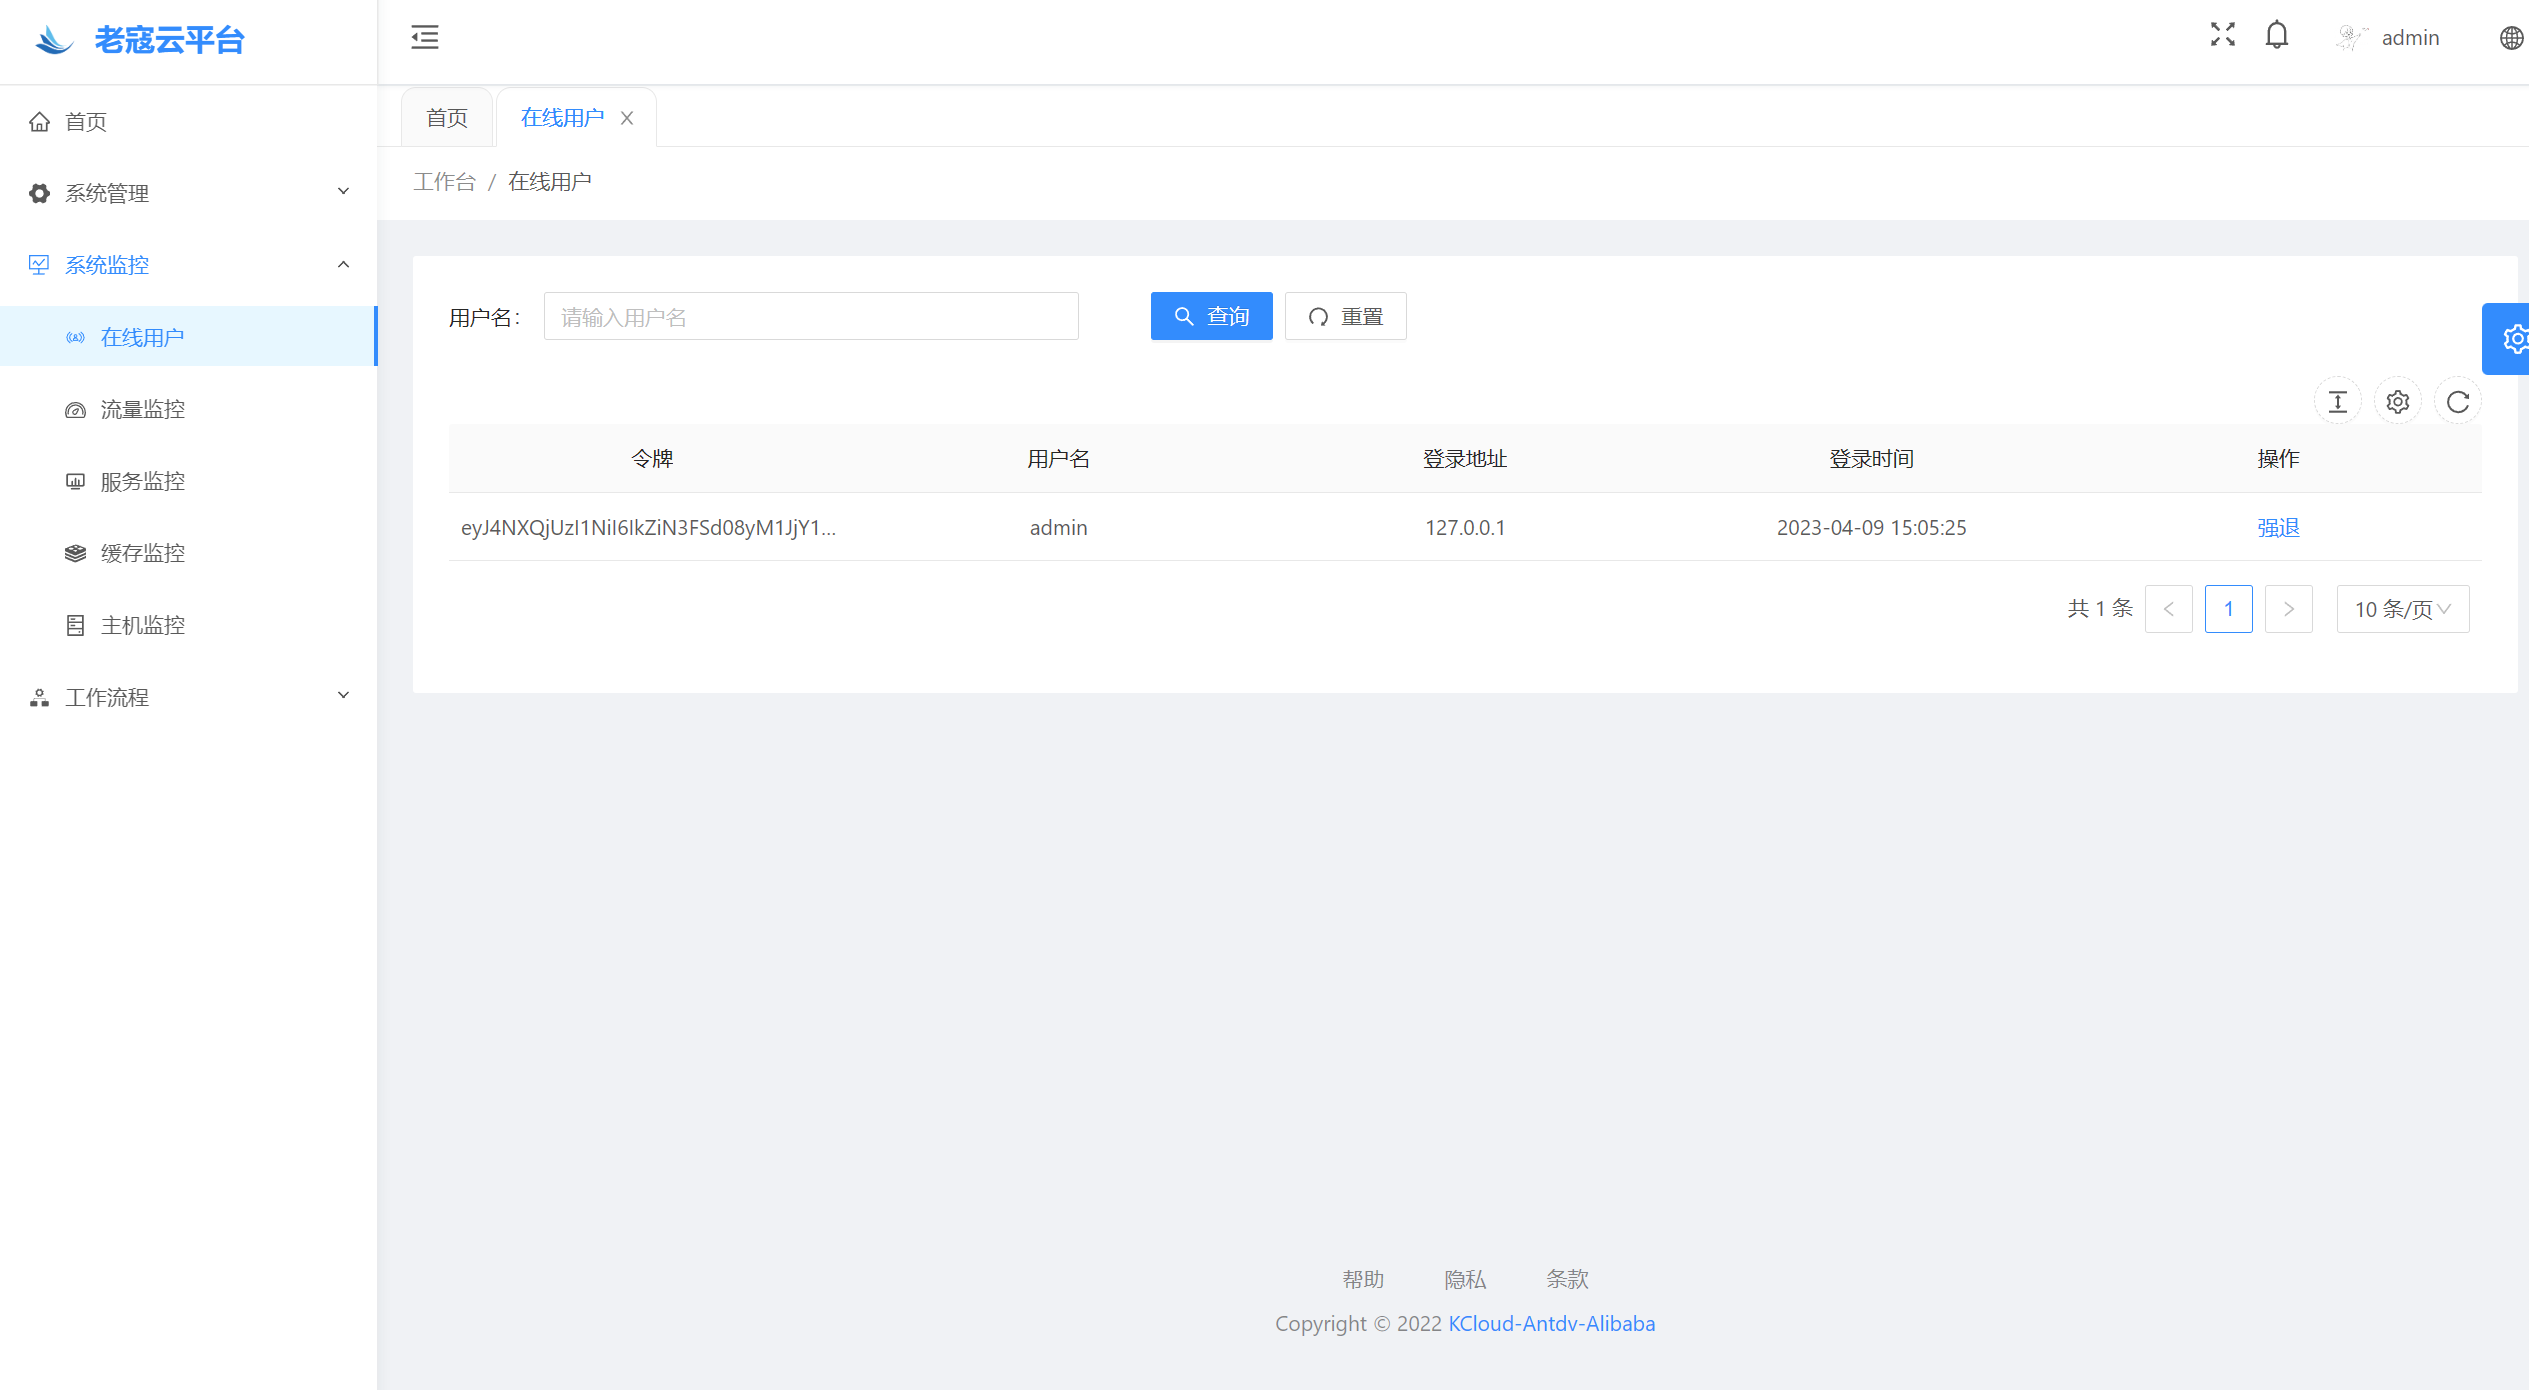 老寇云平台
admin
首页
系统管理
系统监控
在线用户
流量监控
服务监控
缓存监控
主机监控
工作流程
首页 在线用户
工作台 / 在线用户
用户名: 请输入用户名 查询 重置
令牌 用户名 登录地址 登录时间 操作
eyJ4NXQjUzI1NiI6IkZiN3FSd08yM1JjY1... admin 127.0.0.1 2023-04-09 15:05:25 强退
共 1 条 1 10 条/页
帮助 隐私 条款
Copyright © 2022 KCloud-Antdv-Alibaba